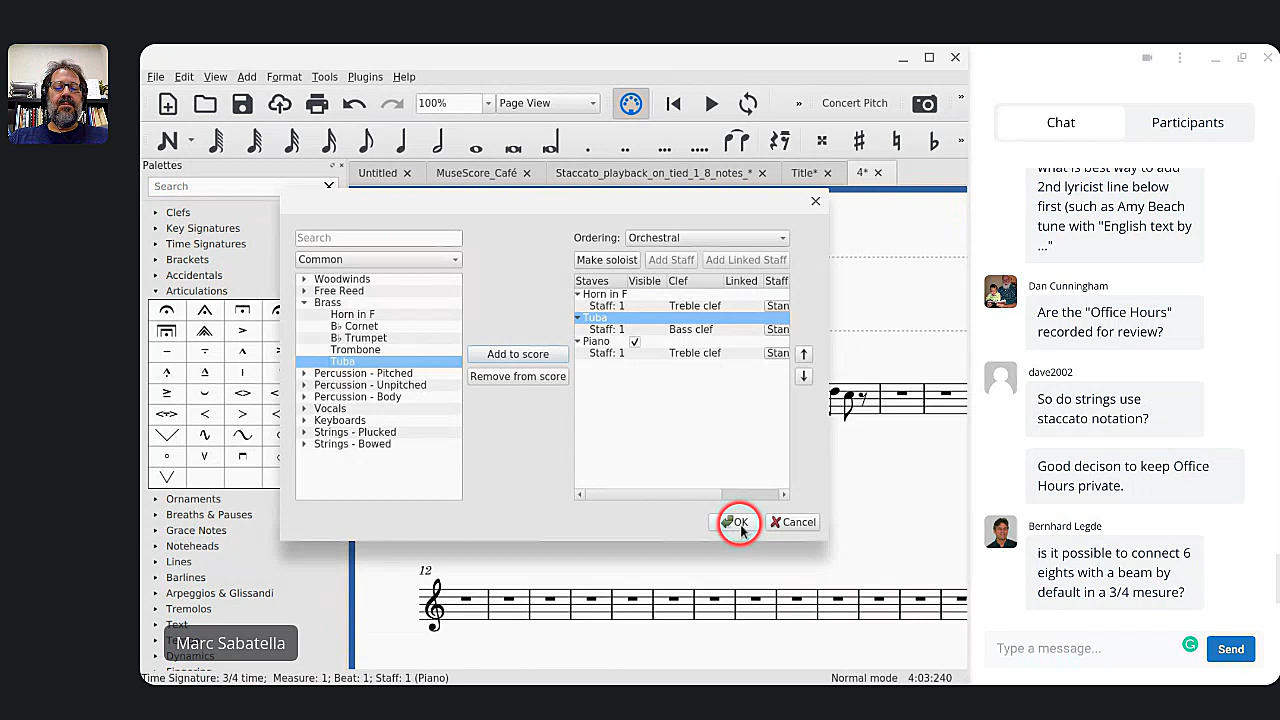 File Edit View Add Format Tools Plugins Help
100% Page View Concert Pitch
Palettes
Search
Clefs
Key Signatures
Time Signatures
Brackets
Accidentals
Articulations
Ornaments
Breaths & Pauses
Grace Notes
Noteheads
Lines
Barlines
Arpeggios & Glissandi
Tremolos
Text
Dynamics
Marc Sabatella
Untitled MuseScore_Café Staccato_playback_on_tied_1_8_notes_* Title* 4*
Search
Common
Woodwinds
Free Reed
Brass
Horn in F
B♭ Cornet
B♭ Trumpet
Trombone
Tuba
Percussion - Pitched
Percussion - Unpitched
Percussion - Body
Vocals
Keyboards
Strings - Plucked
Strings - Bowed
Add to score
Remove from score
Ordering: Orchestral
Make soloist Add Staff Add Linked Staff
Staves Visible Clef Linked Staff
Horn in F
Staff: 1 Treble clef Stan
Tuba
Staff: 1 Bass clef Stan
Piano
Staff: 1 Treble clef Stan
OK Cancel
12
Time Signature: 3/4 time; Measure: 1; Beat: 1; Staff: 1 (Piano) Normal mode 4:03:240
Chat Participants
what is best way to add
2nd lyricist line below
first (such as Amy Beach
tune with "English text by
..."
Dan Cunningham
Are the "Office Hours"
recorded for review?
dave2002
So do strings use
staccato notation?
Good decison to keep Office
Hours private.
Bernhard Legde
is it possible to connect 6
eights with a beam by
default in a 3/4 mesure?
Type a message... Send